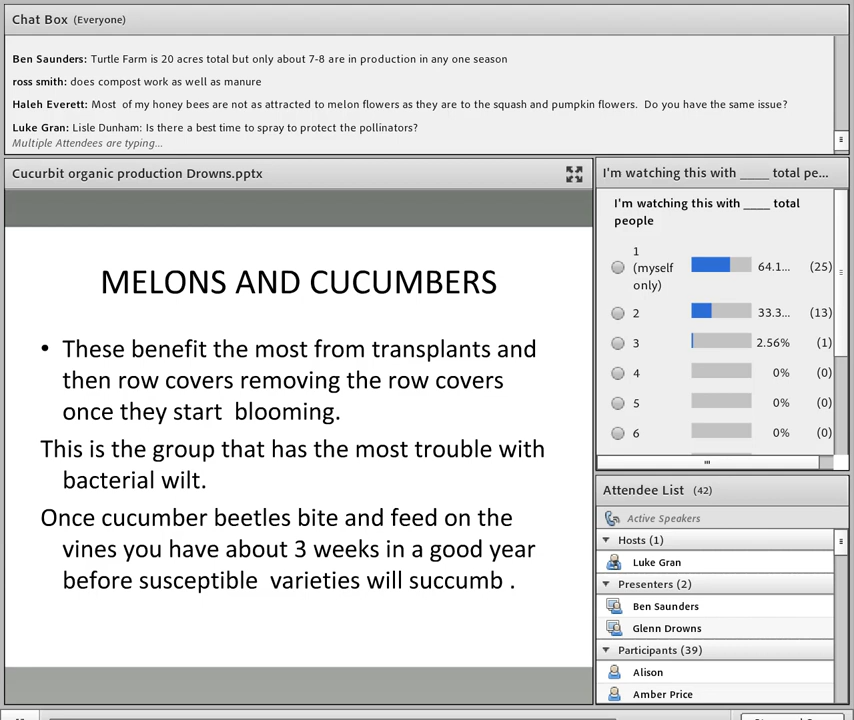 Chat Box (Everyone)
Ben Saunders: Turtle Farm is 20 acres total but only about 7-8 are in production in any one season
ross smith: does compost work as well as manure
Haleh Everett: Most of my honey bees are not as attracted to melon flowers as they are to the squash and pumpkin flowers. Do you have the same issue?
Luke Gran: Lisle Dunham: Is there a best time to spray to protect the pollinators?
Multiple Attendees are typing...
Cucurbit organic production Drowns.pptx
MELONS AND CUCUMBERS
• These benefit the most from transplants and
then row covers removing the row covers
once they start blooming.
This is the group that has the most trouble with
bacterial wilt.
Once cucumber beetles bite and feed on the
vines you have about 3 weeks in a good year
before susceptible varieties will succumb .
I'm watching this with ____ total pe...
I'm watching this with ____ total
people
1
(myself
only)
64.1... (25)
2 33.3... (13)
3 2.56% (1)
4 0% (0)
5 0% (0)
6 0% (0)
Attendee List (42)
Active Speakers
Hosts (1)
Luke Gran
Presenters (2)
Ben Saunders
Glenn Drowns
Participants (39)
Alison
Amber Price